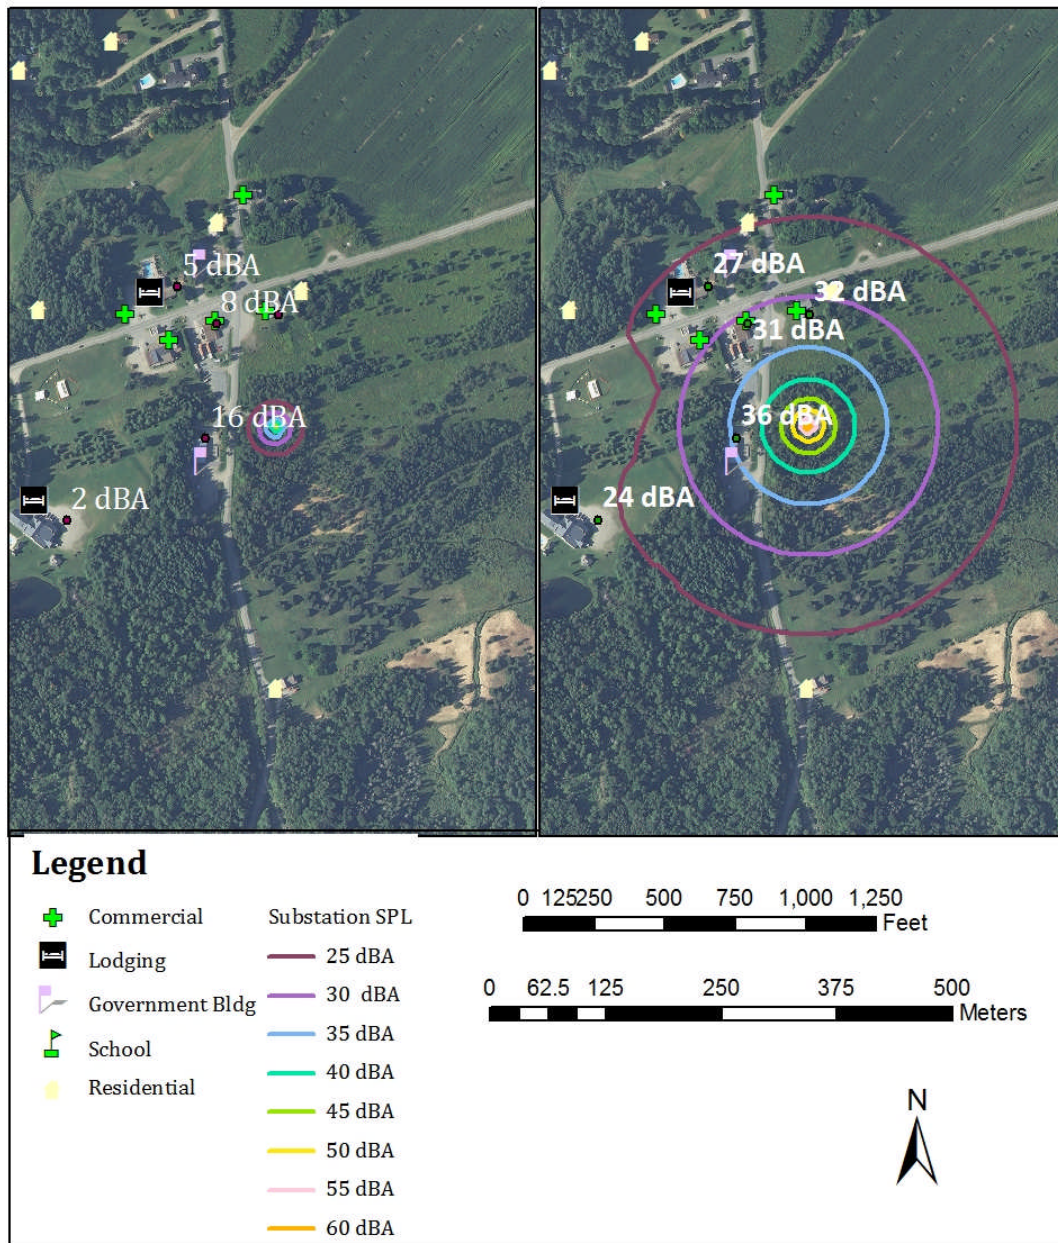 5 dBA
8 dBA
16 dBA
2 dBA
27 dBA
32 dBA
31 dBA
36 dBA
24 dBA
Legend
Commercial
Lodging
Government Bldg
School
Residential
Substation SPL
25 dBA
30 dBA
35 dBA
40 dBA
45 dBA
50 dBA
55 dBA
60 dBA
0 125250 500 750 1,000 1,250
Feet
0 62.5 125 250 375 500
Meters
N